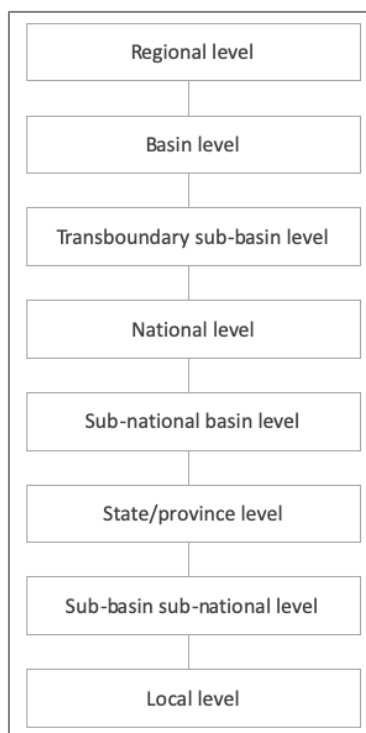 Regional level
Basin level
Transboundary sub-basin level
National level
Sub-national basin level
State/province level
Sub-basin sub-national level
Local level